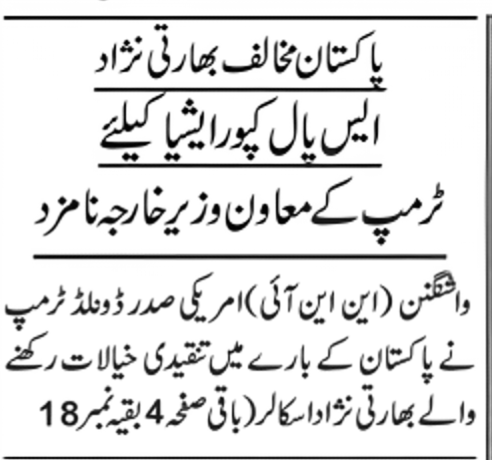 پاکستان مخالف بھارتی نژاد
ایس پال کپور ایشیا کیلئے
ٹرمپ کے معاون وزیر خارجہ نامزد
واشنگٹن (این این آئی) امریکی صدر ڈونلڈ ٹرمپ
نے پاکستان کے بارے میں تنقیدی خیالات رکھنے
والے بھارتی نژاد اسکالر (باقی صفحہ 4 بقیہ نمبر 18